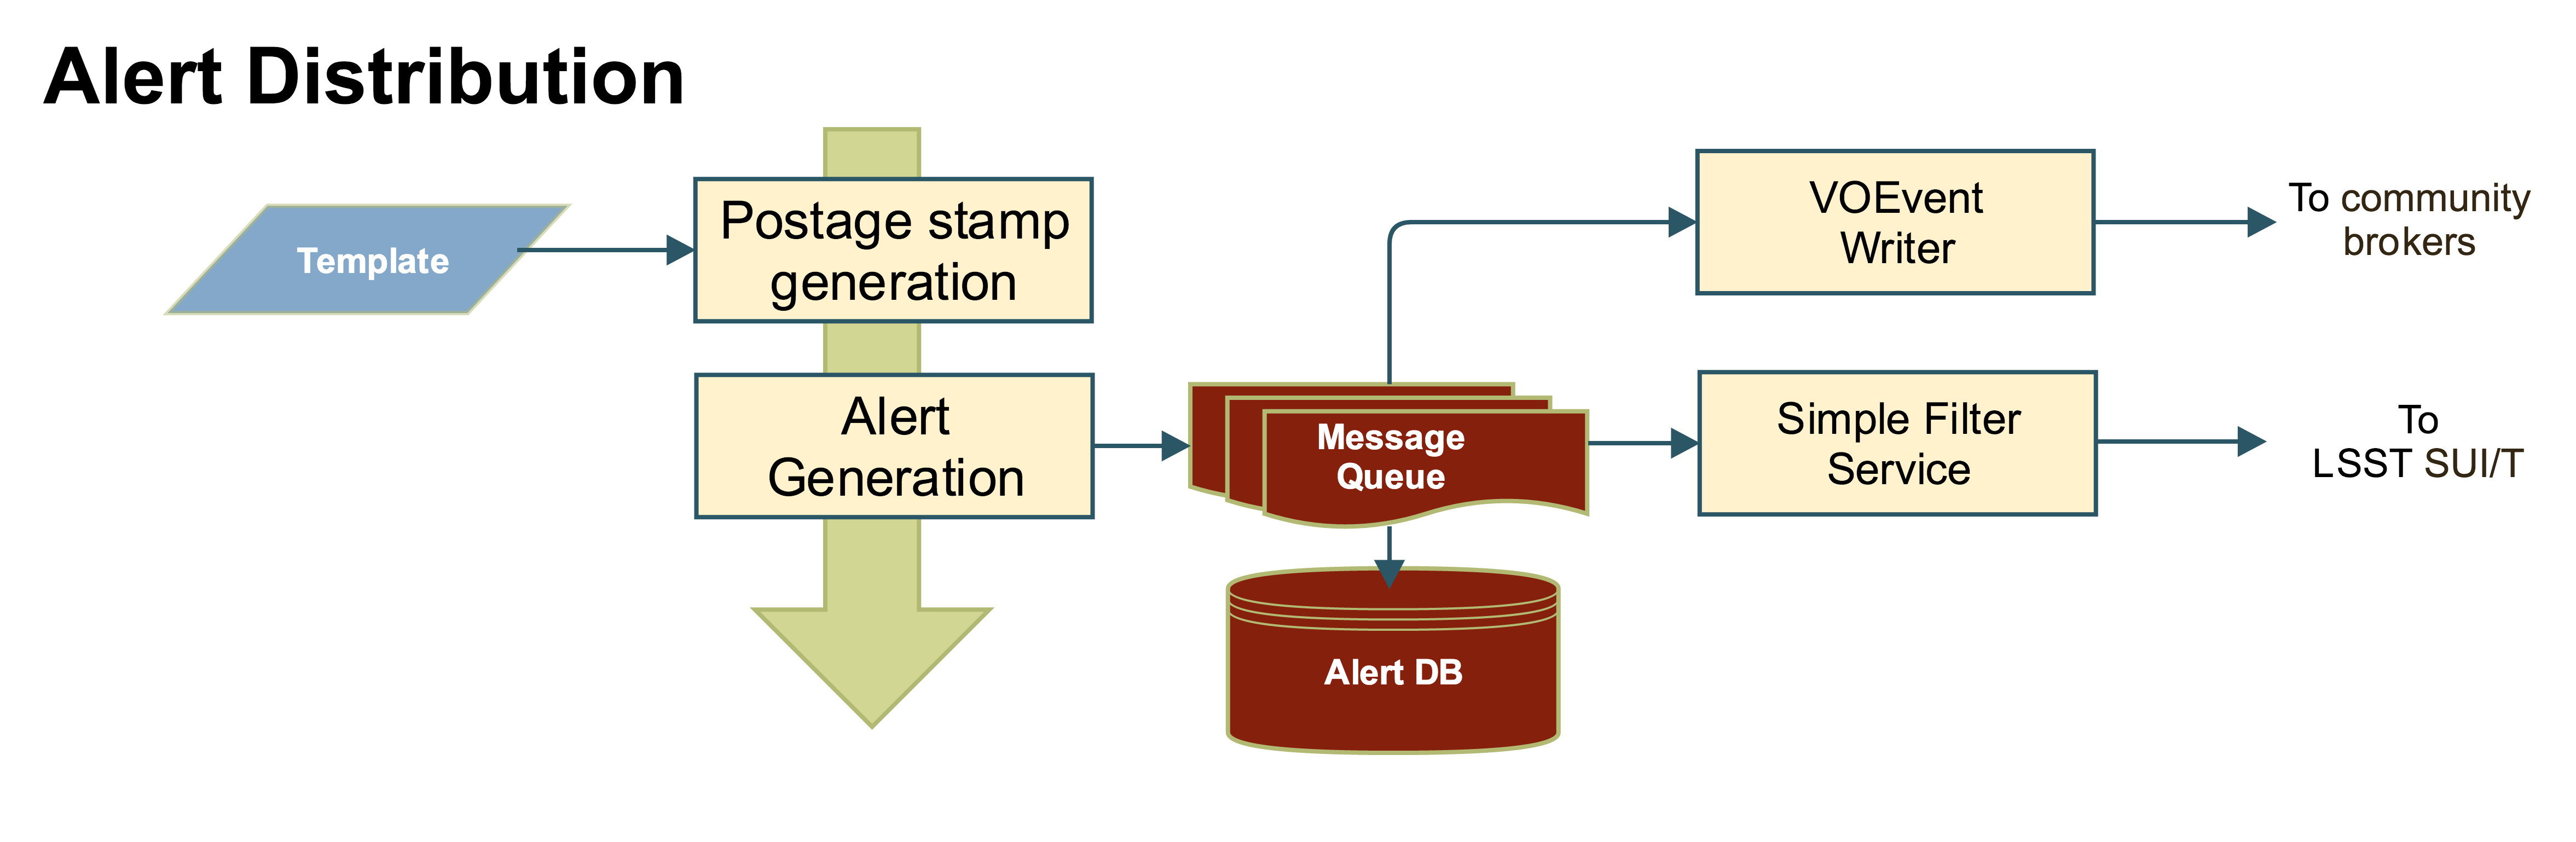 Alert Distribution
Template
Postage stamp
generation
Alert
Generation
Message
Queue
Alert DB
VOEvent
Writer
To community
brokers
Simple Filter
Service
To
LSST SUI/T